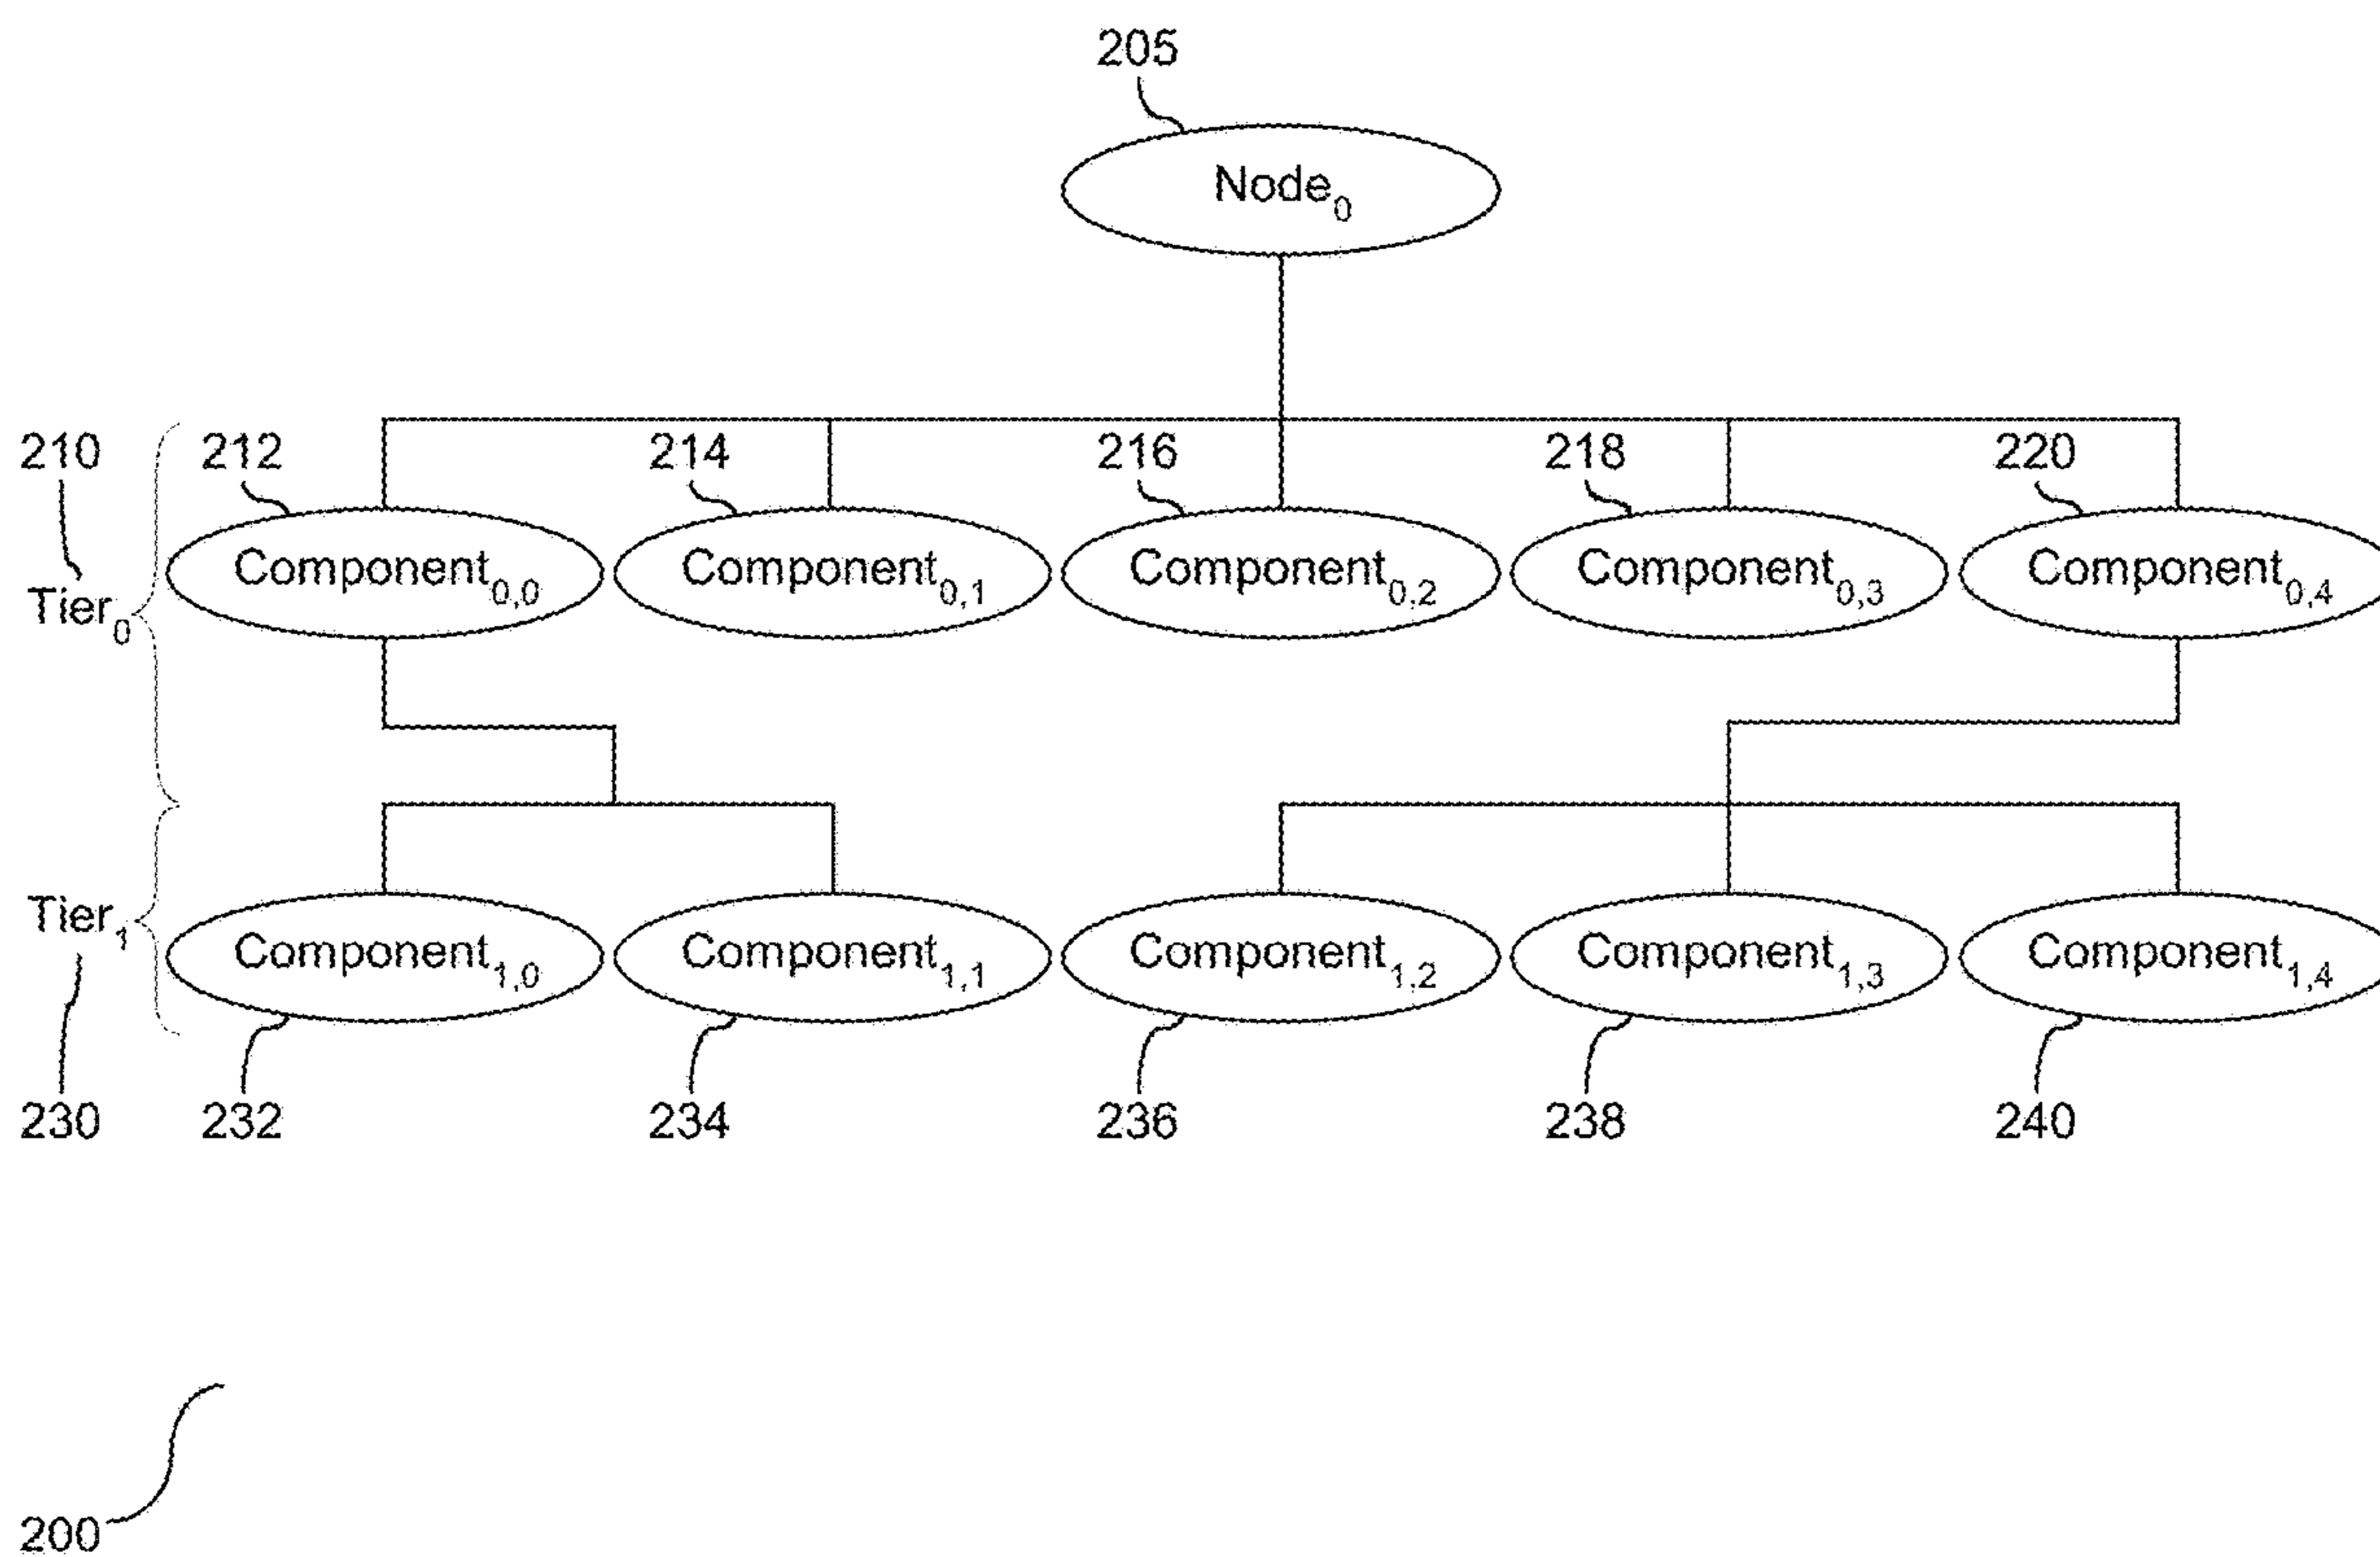 205
Node0
210 212 214 216 218 220
Component0,0 Component0,1 Component0,2 Component0,3 Component0,4
Tier0
Tier1
Component1,0 Component1,1 Component1,2 Component1,3 Component1,4
230 232 234 236 238 240
200